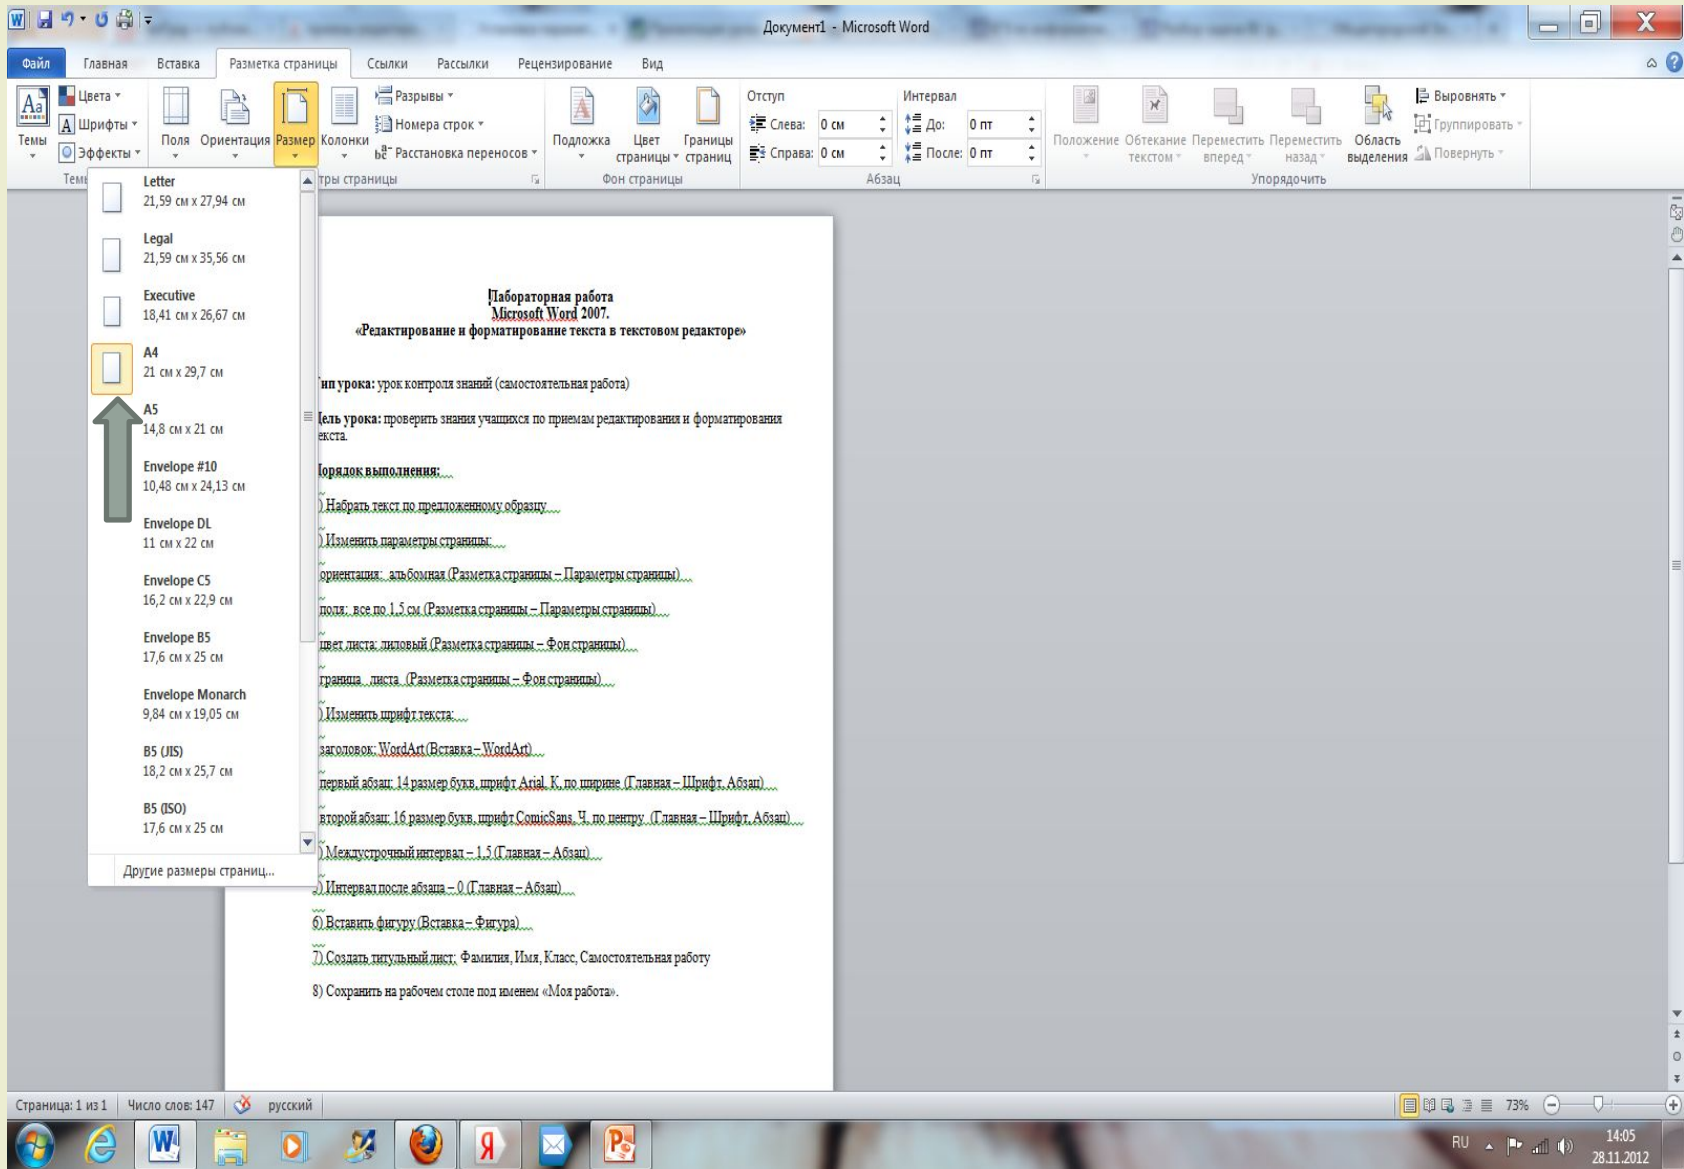 Документ1 - Microsoft Word
Файл Главная Вставка Разметка страницы Ссылки Рассылки Рецензирование Вид
Темы
Цвета
Шрифты
Эффекты
Поля
Ориентация
Размер
Колонки
Разрывы
Номера строк
Расстановка переносов
Подложка
Цвет страницы
Границы страниц
Отступ
Слева: 0 см
Справа: 0 см
Интервал
До: 0 пт
После: 0 пт
Положение
Обтекание текстом
Переместить вперед
Переместить назад
Область выделения
Выровнять
Группировать
Повернуть
Фон страницы
Абзац
Упорядочить
тры страницы
Letter
21,59 см x 27,94 см
Legal
21,59 см x 35,56 см
Executive
18,41 см x 26,67 см
A4
21 см x 29,7 см
A5
14,8 см x 21 см
Envelope #10
10,48 см x 24,13 см
Envelope DL
11 см x 22 см
Envelope C5
16,2 см x 22,9 см
Envelope B5
17,6 см x 25 см
Envelope Monarch
9,84 см x 19,05 см
B5 (JIS)
18,2 см x 25,7 см
B5 (ISO)
17,6 см x 25 см
Другие размеры страниц...
Лабораторная работа
Microsoft Word 2007.
«Редактирование и форматирование текста в текстовом редакторе»
ип урока: урок контроля знаний (самостоятельная работа)
ель урока: проверить знания учащихся по приемам редактирования и форматирования
екста.
орядок выполнения:
) Набрать текст по предложенному образцу
) Изменить параметры страницы:
ориентация: альбомная (Разметка страницы – Параметры страницы)
поля: все по 1,5 см (Разметка страницы – Параметры страницы)
цвет листа: лиловый (Разметка страницы – Фон страницы)
граница листа (Разметка страницы – Фон страницы)
) Изменить шрифт текста:
заголовок: WordArt (Вставка – WordArt)
первый абзац: 14 размер букв, шрифт Arial, К, по ширине (Главная – Шрифт, Абзац)
второй абзац: 16 размер букв, шрифт ComicSans, Ч, по центру (Главная – Шрифт, Абзац)
) Междустрочный интервал – 1,5 (Главная – Абзац)
) Интервал после абзаца – 0 (Главная – Абзац)
6) Вставить фигуру (Вставка – Фигура)
7) Создать титульный лист: Фамилия, Имя, Класс, Самостоятельная работу
8) Сохранить на рабочем столе под именем «Моя работа».
Страница: 1 из 1 Число слов: 147 русский 73%
RU 14:05
28.11.2012